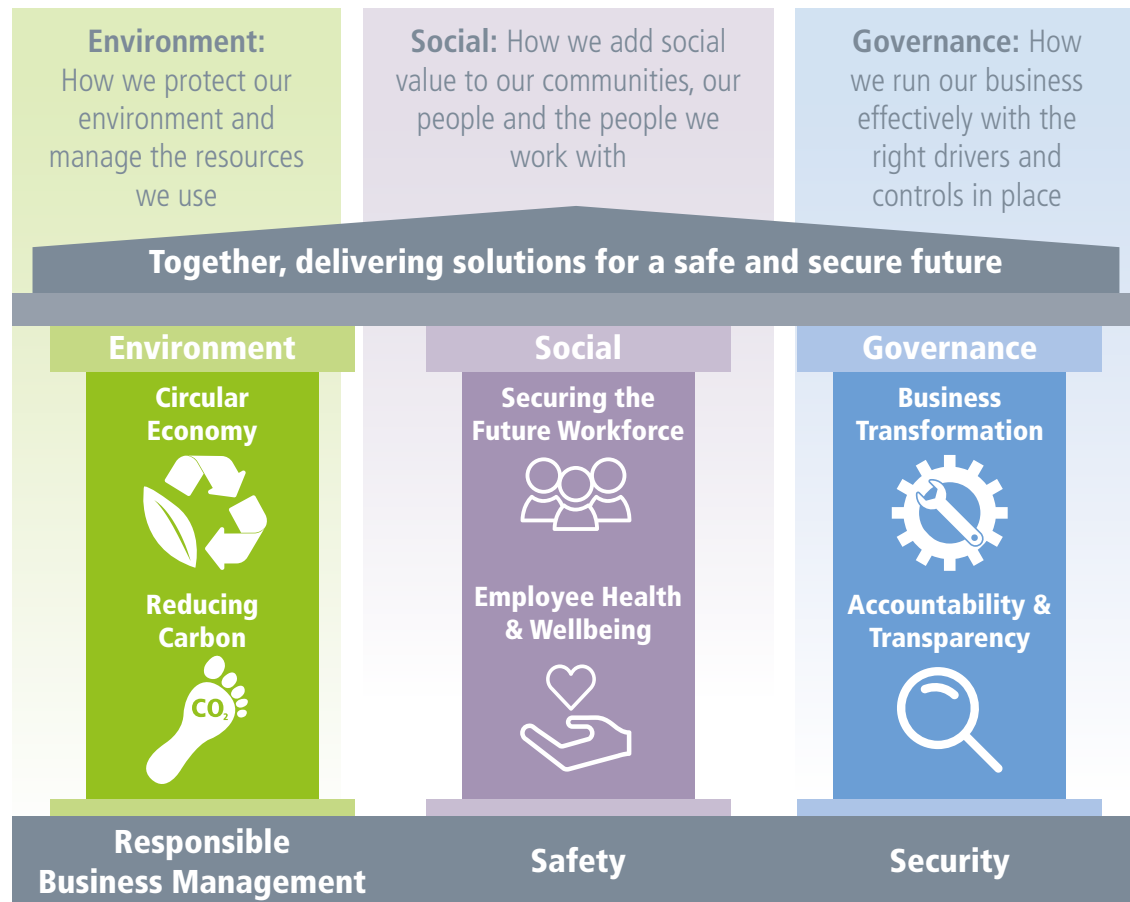 Environment:
How we protect our
environment and
manage the resources
we use
Social: How we add social
value to our communities, our
people and the people we
work with
Governance: How
we run our business
effectively with the
right drivers and
controls in place
Together, delivering solutions for a safe and secure future
Environment
Circular
Economy
Reducing
Carbon
CO₂
Social
Securing the
Future Workforce
Employee Health
& Wellbeing
Governance
Business
Transformation
Accountability &
Transparency
Responsible
Business Management
Safety
Security